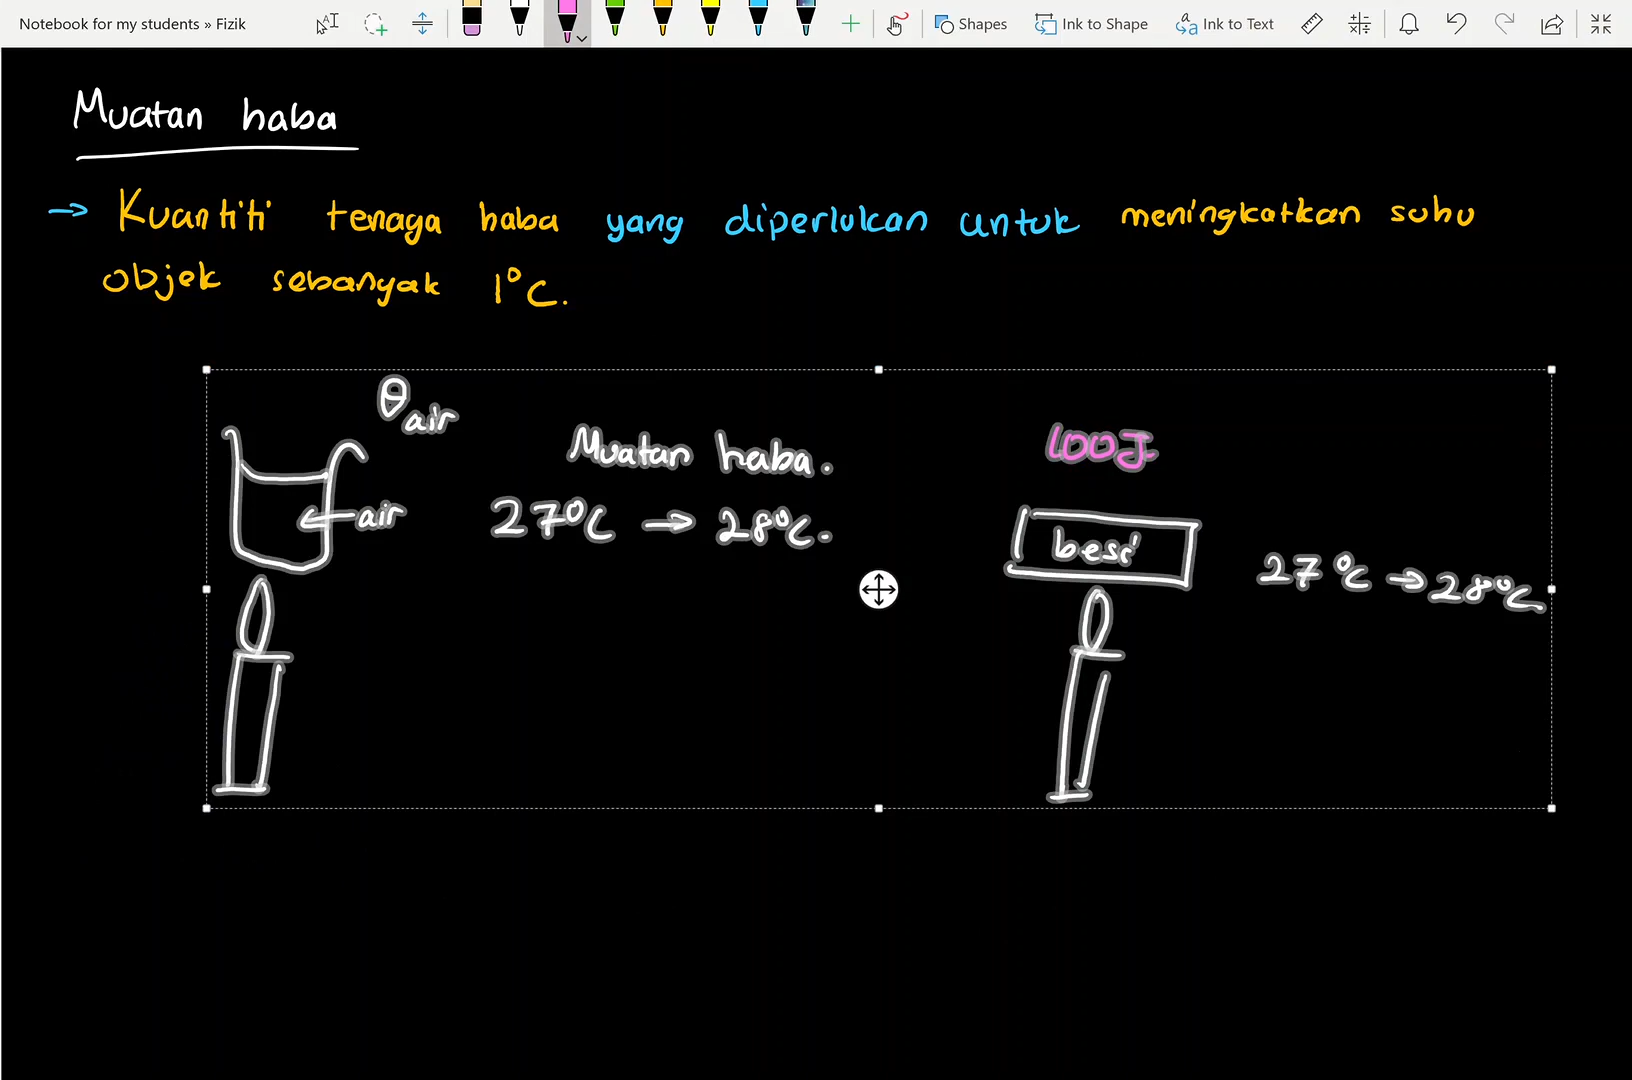 Notebook for my students » Fizik
Shapes
Ink to Shape
Ink to Text
Muatan haba
→ Kuantiti tenaga haba yang diperlukan untuk meningkatkan suhu
objek sebanyak 1°C.
θair
Muatan haba.
100J
air
27°C → 28°C.
besi
27°C → 28°C